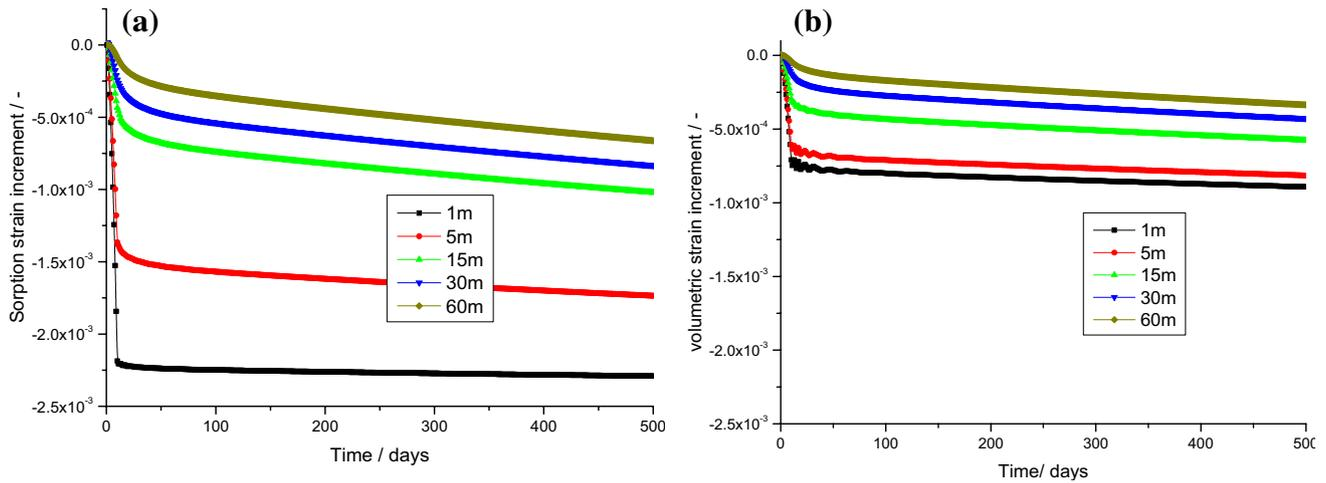 (a)
Sorption strain increment / -
0.0
-5.0x10⁻⁴
-1.0x10⁻³
-1.5x10⁻³
-2.0x10⁻³
-2.5x10⁻³
1m
5m
15m
30m
60m
0 100 200 300 400 500
Time / days
(b)
volumetric strain increment / -
0.0
-5.0x10⁻⁴
-1.0x10⁻³
-1.5x10⁻³
-2.0x10⁻³
-2.5x10⁻³
1m
5m
15m
30m
60m
0 100 200 300 400 500
Time/ days